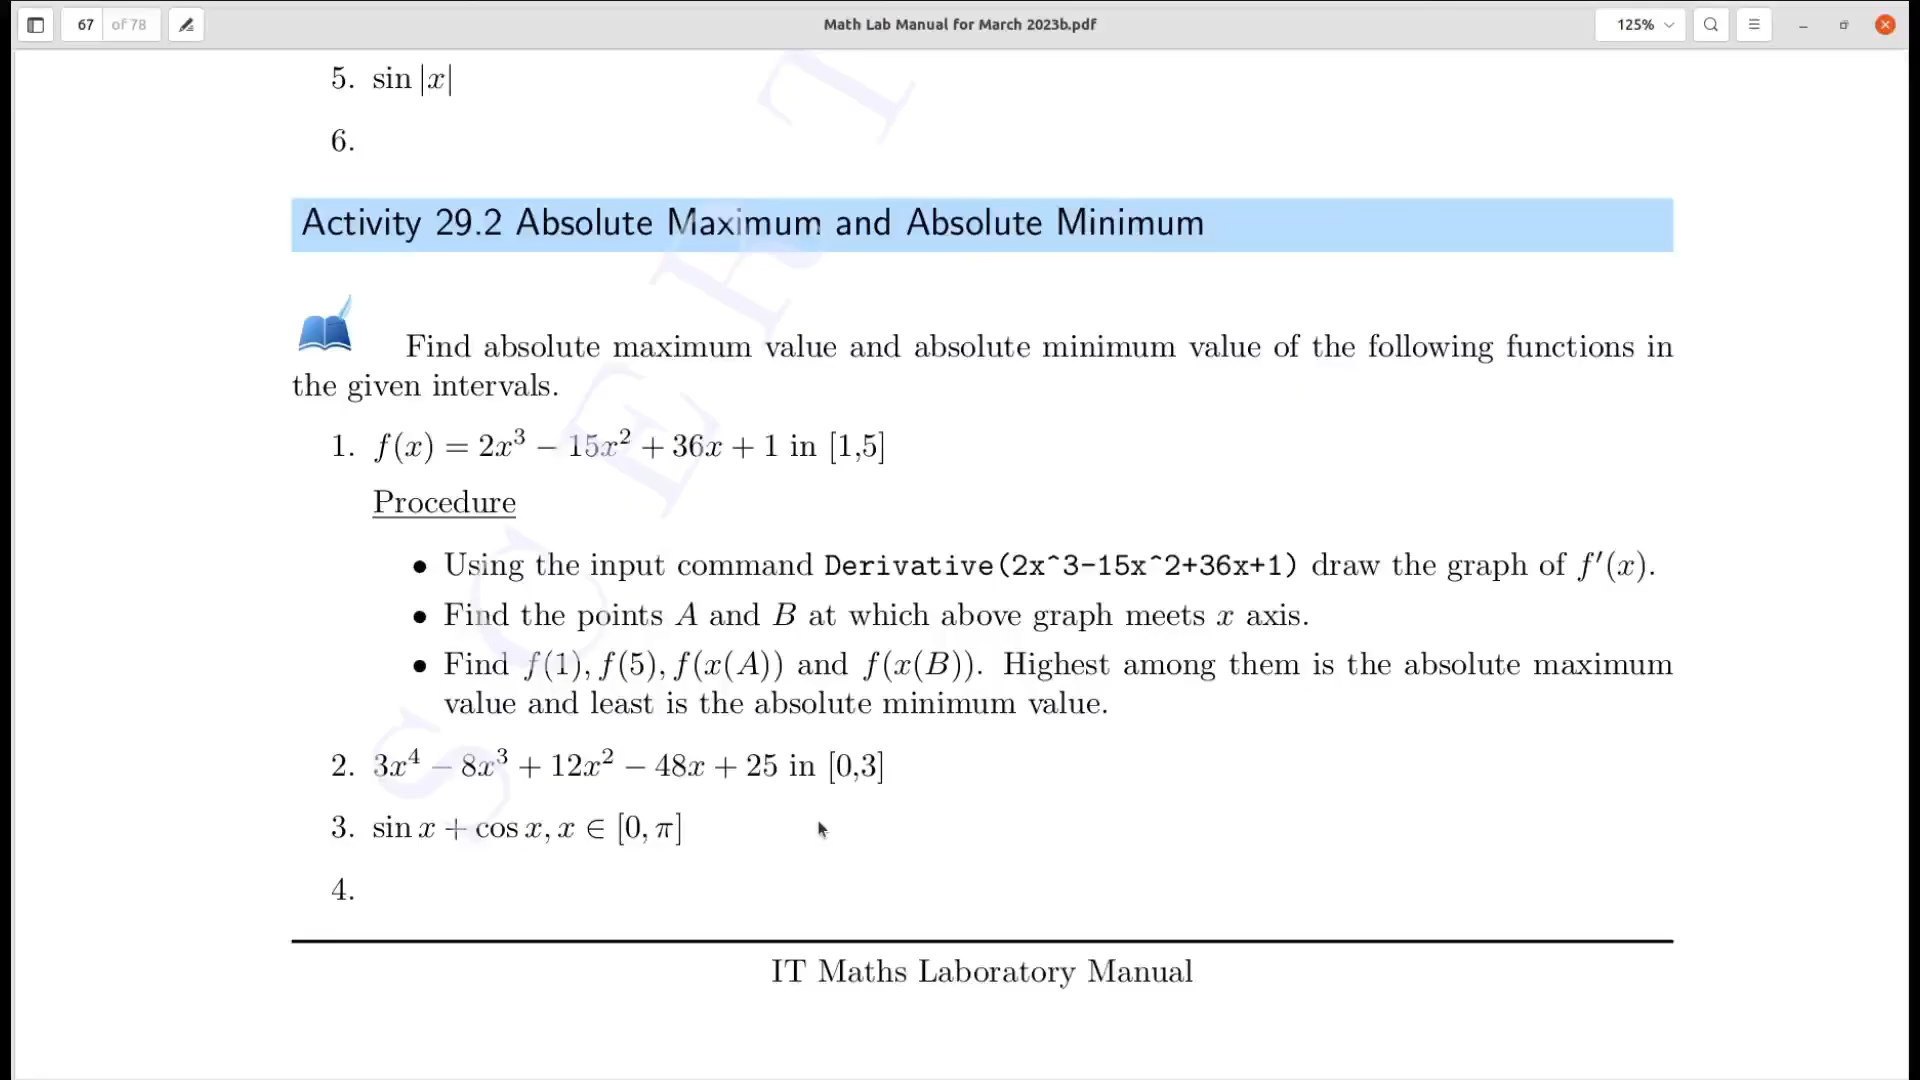 67 of 78 Math Lab Manual for March 2023b.pdf 125%
5. sin |x|
6.
Activity 29.2 Absolute Maximum and Absolute Minimum
Find absolute maximum value and absolute minimum value of the following functions in
the given intervals.
1. f(x) = 2x³ − 15x² + 36x + 1 in [1,5]
Procedure
• Using the input command Derivative(2x^3-15x^2+36x+1) draw the graph of f′(x).
• Find the points A and B at which above graph meets x axis.
• Find f(1), f(5), f(x(A)) and f(x(B)). Highest among them is the absolute maximum
value and least is the absolute minimum value.
2. 3x⁴ − 8x³ + 12x² − 48x + 25 in [0,3]
3. sin x + cos x, x ∈ [0, π]
4.
IT Maths Laboratory Manual
SCERT